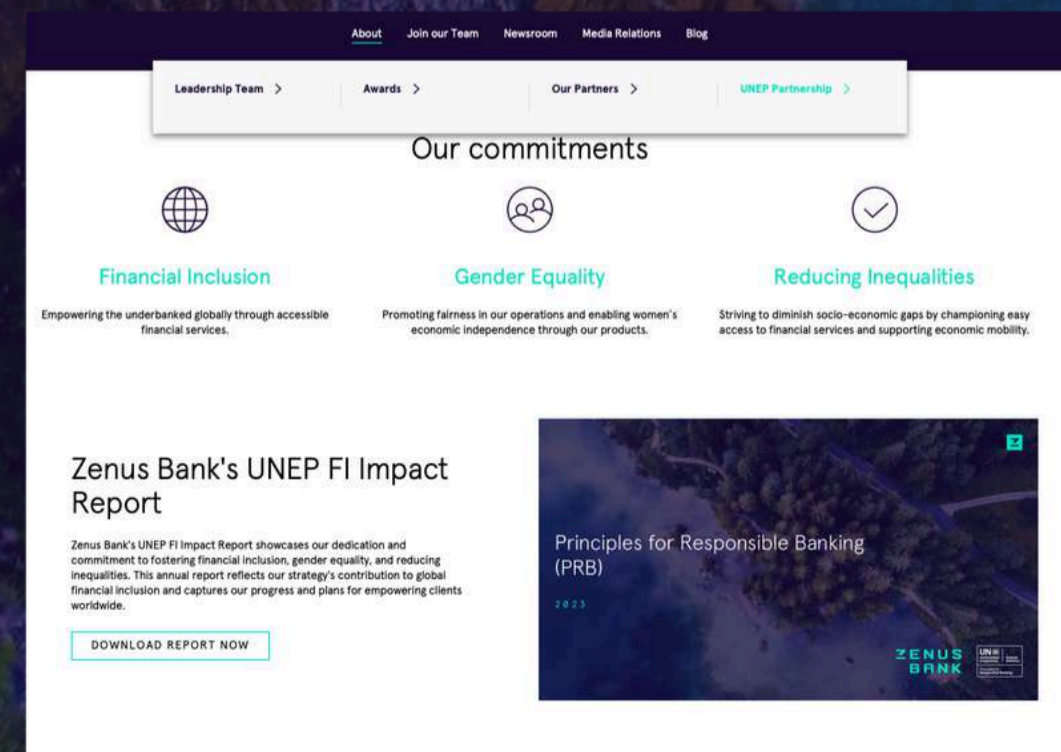 About Join our Team Newsroom Media Relations Blog
Leadership Team Awards Our Partners UNEP Partnership
Our commitments
Financial Inclusion
Empowering the underbanked globally through accessible
financial services.
Gender Equality
Promoting fairness in our operations and enabling women's
economic independence through our products.
Reducing Inequalities
Striving to diminish socio-economic gaps by championing easy
access to financial services and supporting economic mobility.
Zenus Bank's UNEP FI Impact
Report
Zenus Bank's UNEP FI Impact Report showcases our dedication and
commitment to fostering financial inclusion, gender equality, and reducing
inequalities. This annual report reflects our strategy's contribution to global
financial inclusion and captures our progress and plans for empowering clients
worldwide.
DOWNLOAD REPORT NOW
Principles for Responsible Banking
(PRB)
2023
ZENUS
BANK
UN